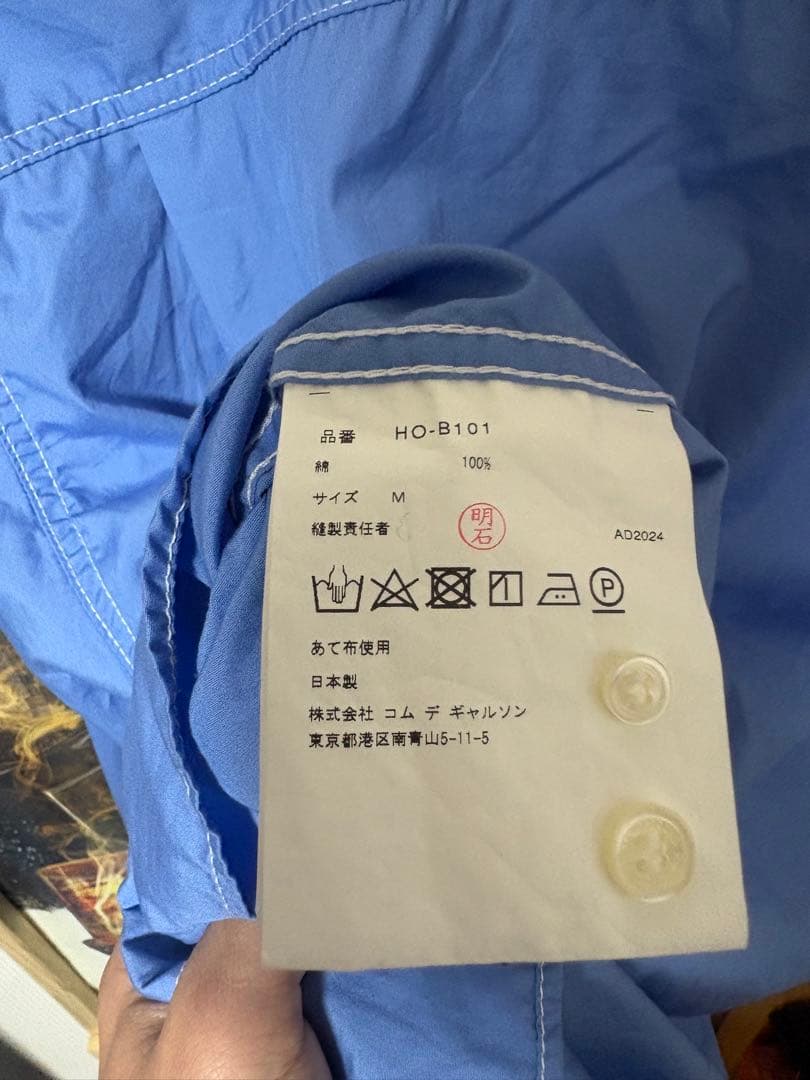 品番 HO-B101
綿 100%
サイズ M
縫製責任者 明石 AD2024
P
あて布使用
日本製
株式会社 コム デ ギャルソン
東京都港区南青山5-11-5